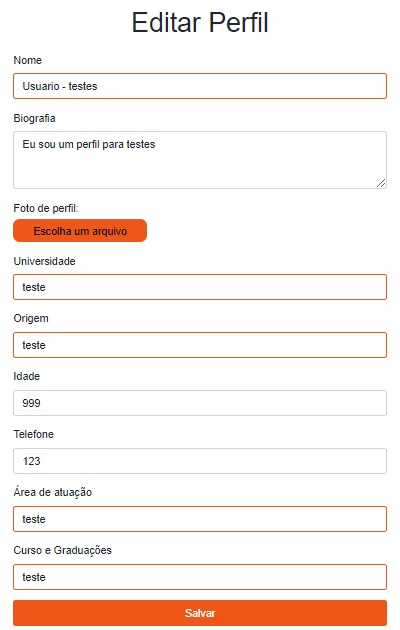 Editar Perfil
Nome
Usuario - testes
Biografia
Eu sou um perfil para testes
Foto de perfil:
Escolha um arquivo
Universidade
teste
Origem
teste
Idade
999
Telefone
123
Área de atuação
teste
Curso e Graduações
teste
Salvar